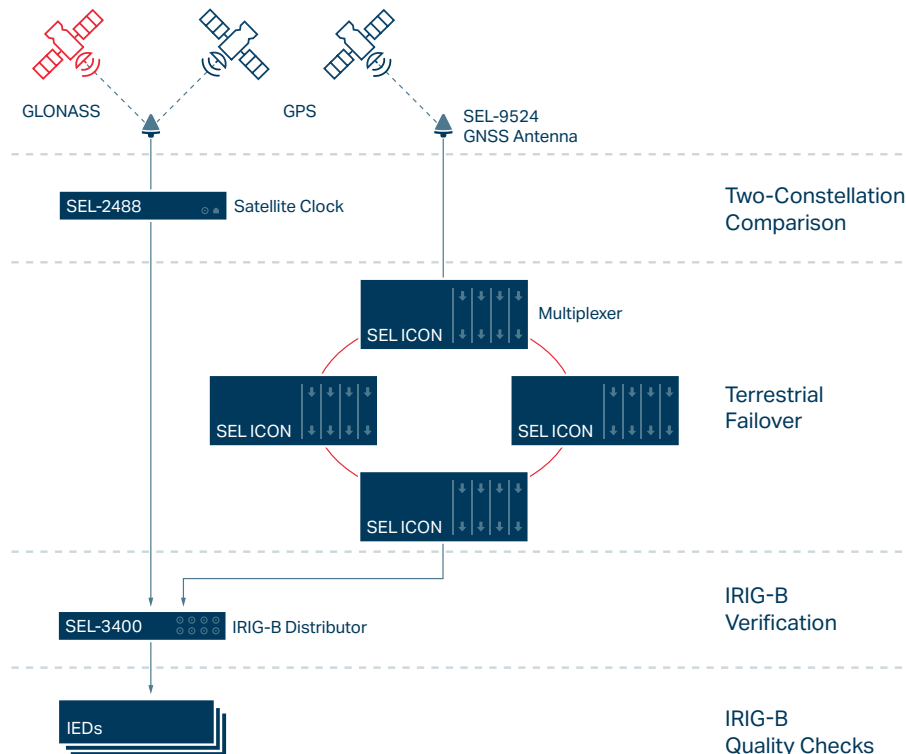 GLONASS
GPS
SEL-9524
GNSS Antenna
SEL-2488
Satellite Clock
Two-Constellation
Comparison
SEL ICON
Multiplexer
SEL ICON
SEL ICON
Terrestrial
Failover
SEL ICON
SEL-3400
IRIG-B Distributor
IRIG-B
Verification
IEDs
IRIG-B
Quality Checks